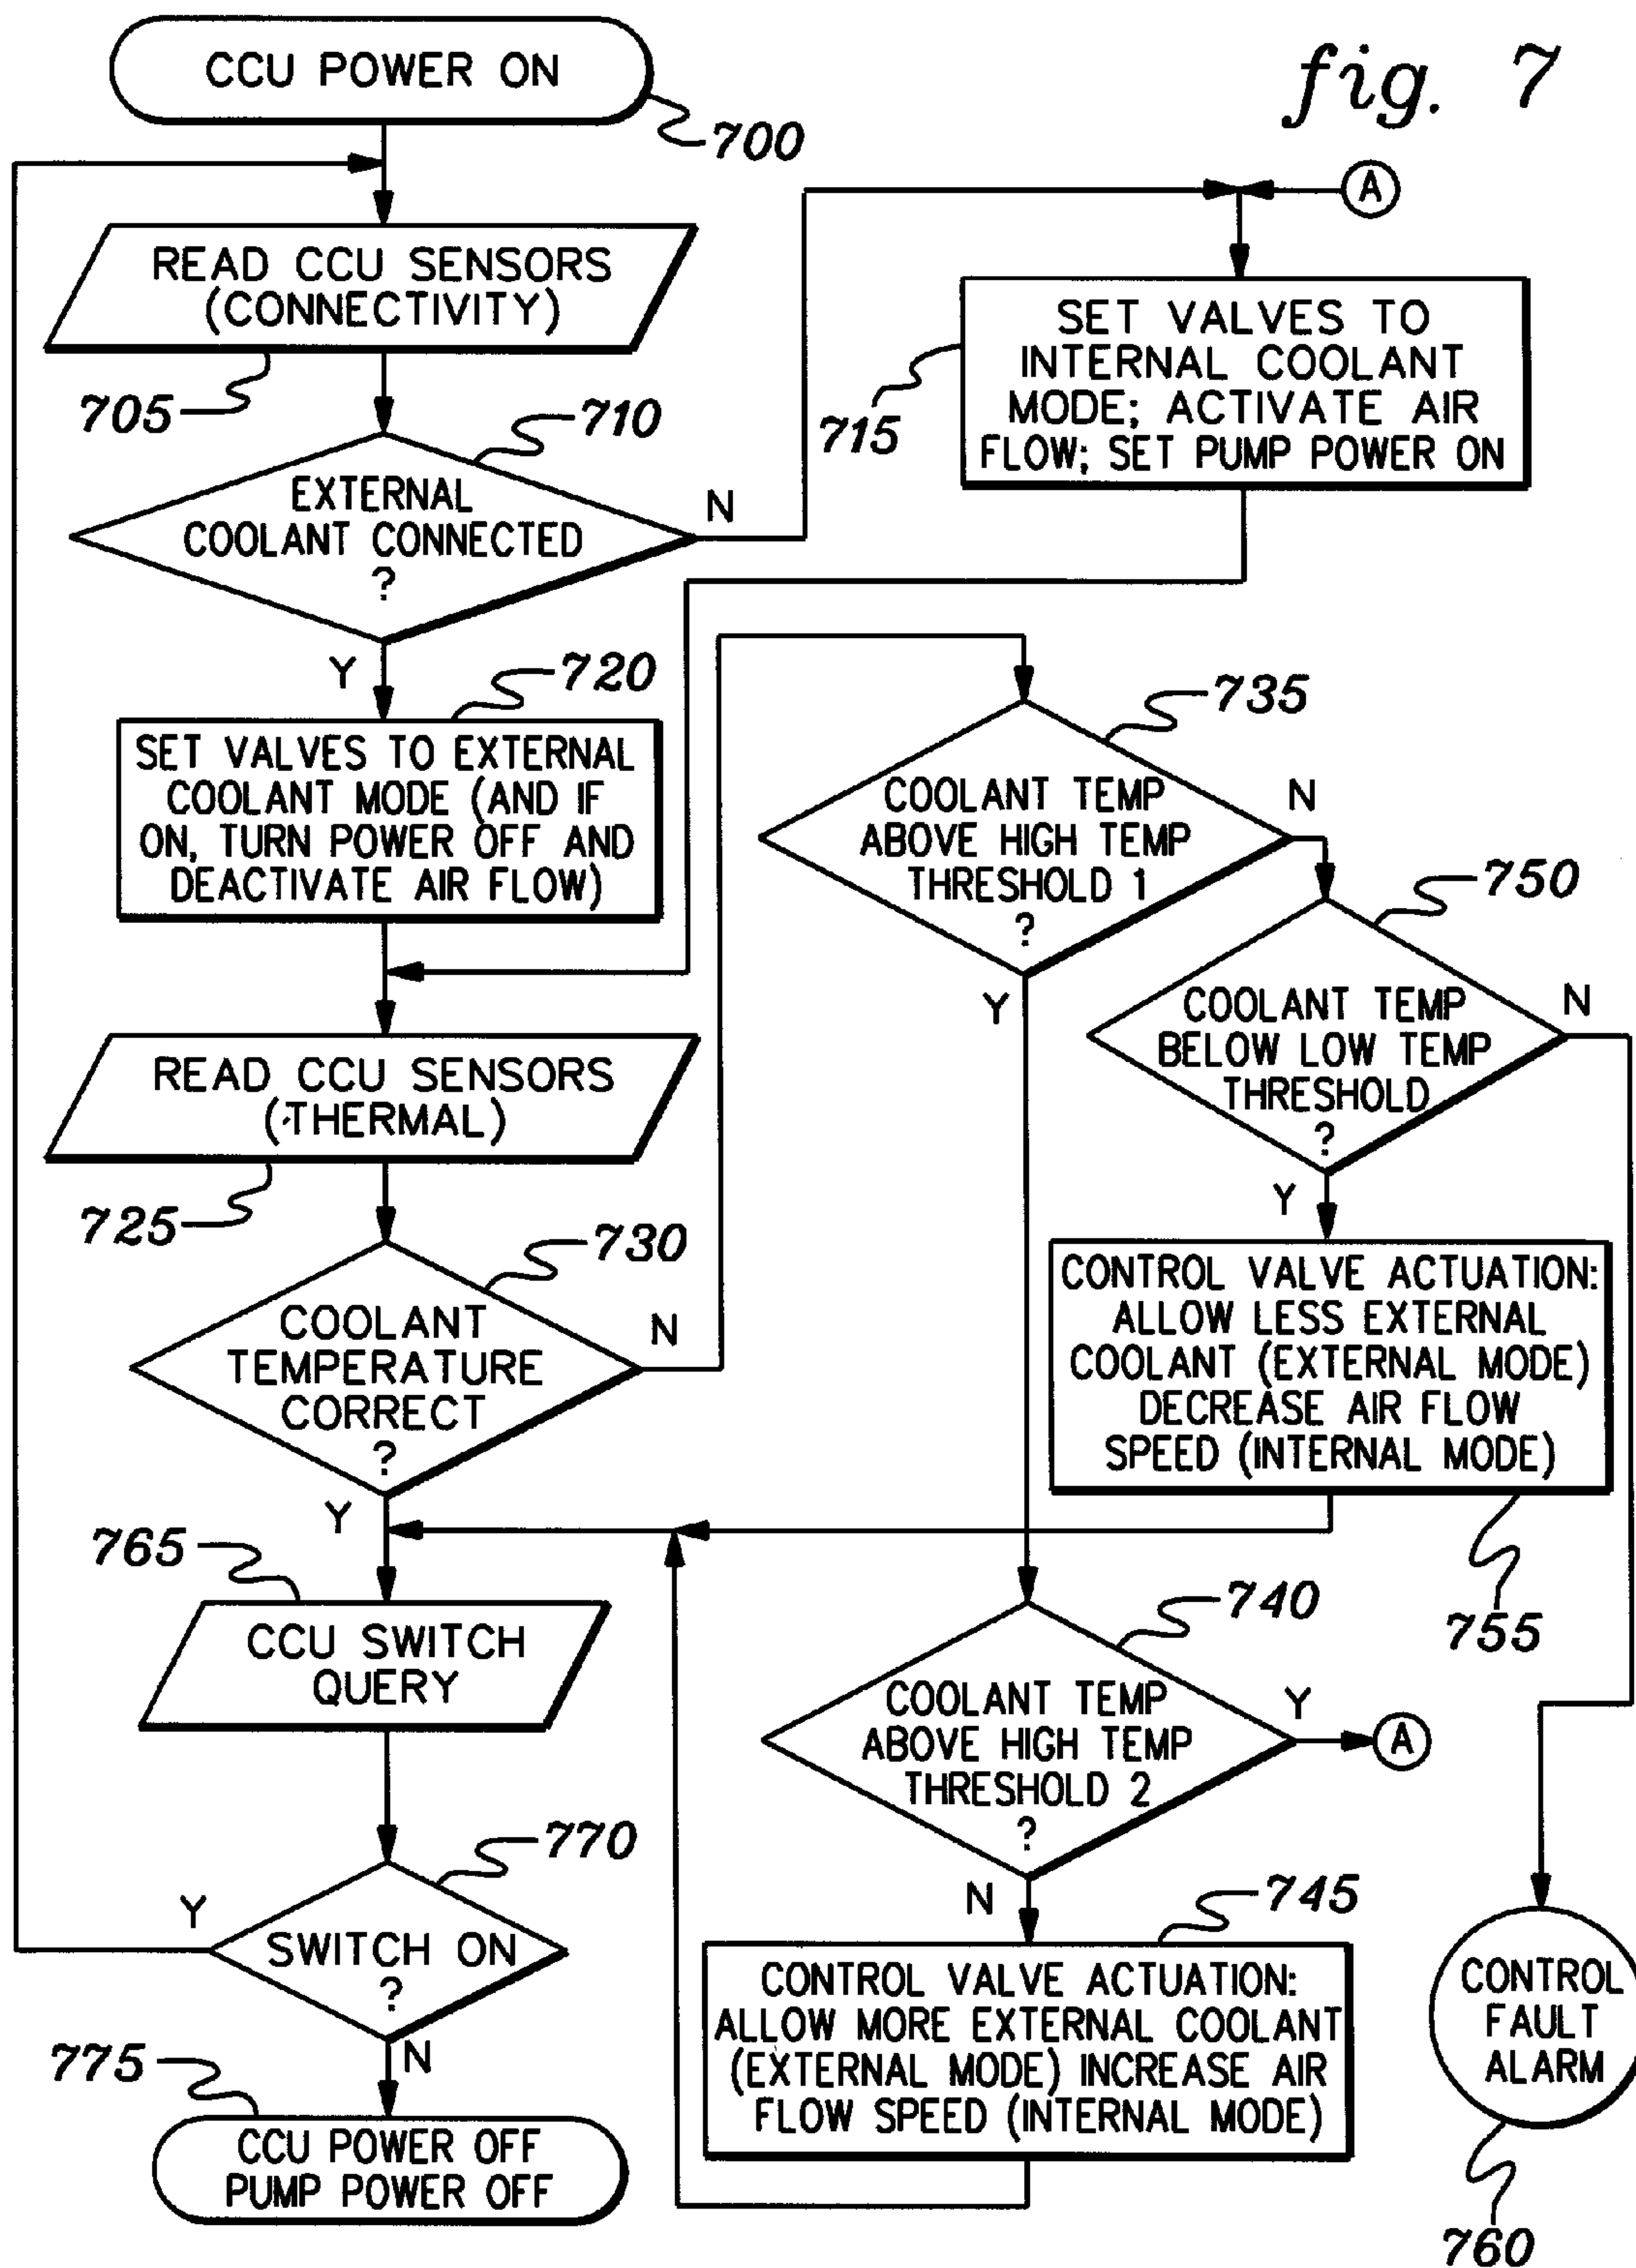 fig. 7
CCU POWER ON
700
A
READ CCU SENSORS
(CONNECTIVITY)
705
SET VALVES TO
INTERNAL COOLANT
MODE; ACTIVATE AIR
FLOW; SET PUMP POWER ON
715
710
EXTERNAL
COOLANT CONNECTED
?
N
Y
720
SET VALVES TO EXTERNAL
COOLANT MODE (AND IF
ON, TURN POWER OFF AND
DEACTIVATE AIR FLOW)
735
COOLANT TEMP
ABOVE HIGH TEMP
THRESHOLD 1
?
N
Y
750
COOLANT TEMP
BELOW LOW TEMP
THRESHOLD
?
N
Y
READ CCU SENSORS
(THERMAL)
725
730
COOLANT
TEMPERATURE
CORRECT
?
N
Y
CONTROL VALVE ACTUATION:
ALLOW LESS EXTERNAL
COOLANT (EXTERNAL MODE)
DECREASE AIR FLOW
SPEED (INTERNAL MODE)
755
765
CCU SWITCH
QUERY
740
COOLANT TEMP
ABOVE HIGH TEMP
THRESHOLD 2
?
Y
A
N
770
SWITCH ON
?
Y
N
745
CONTROL VALVE ACTUATION:
ALLOW MORE EXTERNAL COOLANT
(EXTERNAL MODE) INCREASE AIR
FLOW SPEED (INTERNAL MODE)
CONTROL
FAULT
ALARM
760
775
CCU POWER OFF
PUMP POWER OFF